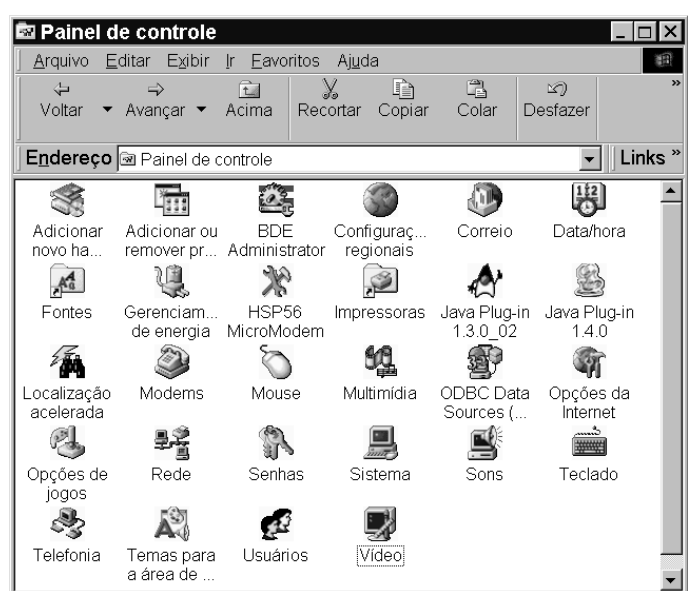 Painel de controle
Arquivo Editar Exibir Ir Favoritos Ajuda
Voltar Avançar Acima Recortar Copiar Colar Desfazer »
Endereço Painel de controle Links »
Adicionar novo ha...
Adicionar ou remover pr...
BDE Administrator
Configuraç... regionais
Correio
Data/hora
Fontes
Gerenciam... de energia
HSP56 MicroModem
Impressoras
Java Plug-in 1.3.0_02
Java Plug-in 1.4.0
Localização acelerada
Modems
Mouse
Multimídia
ODBC Data Sources (...
Opções da Internet
Opções de jogos
Rede
Senhas
Sistema
Sons
Teclado
Telefonia
Temas para a área de ...
Usuários
Vídeo